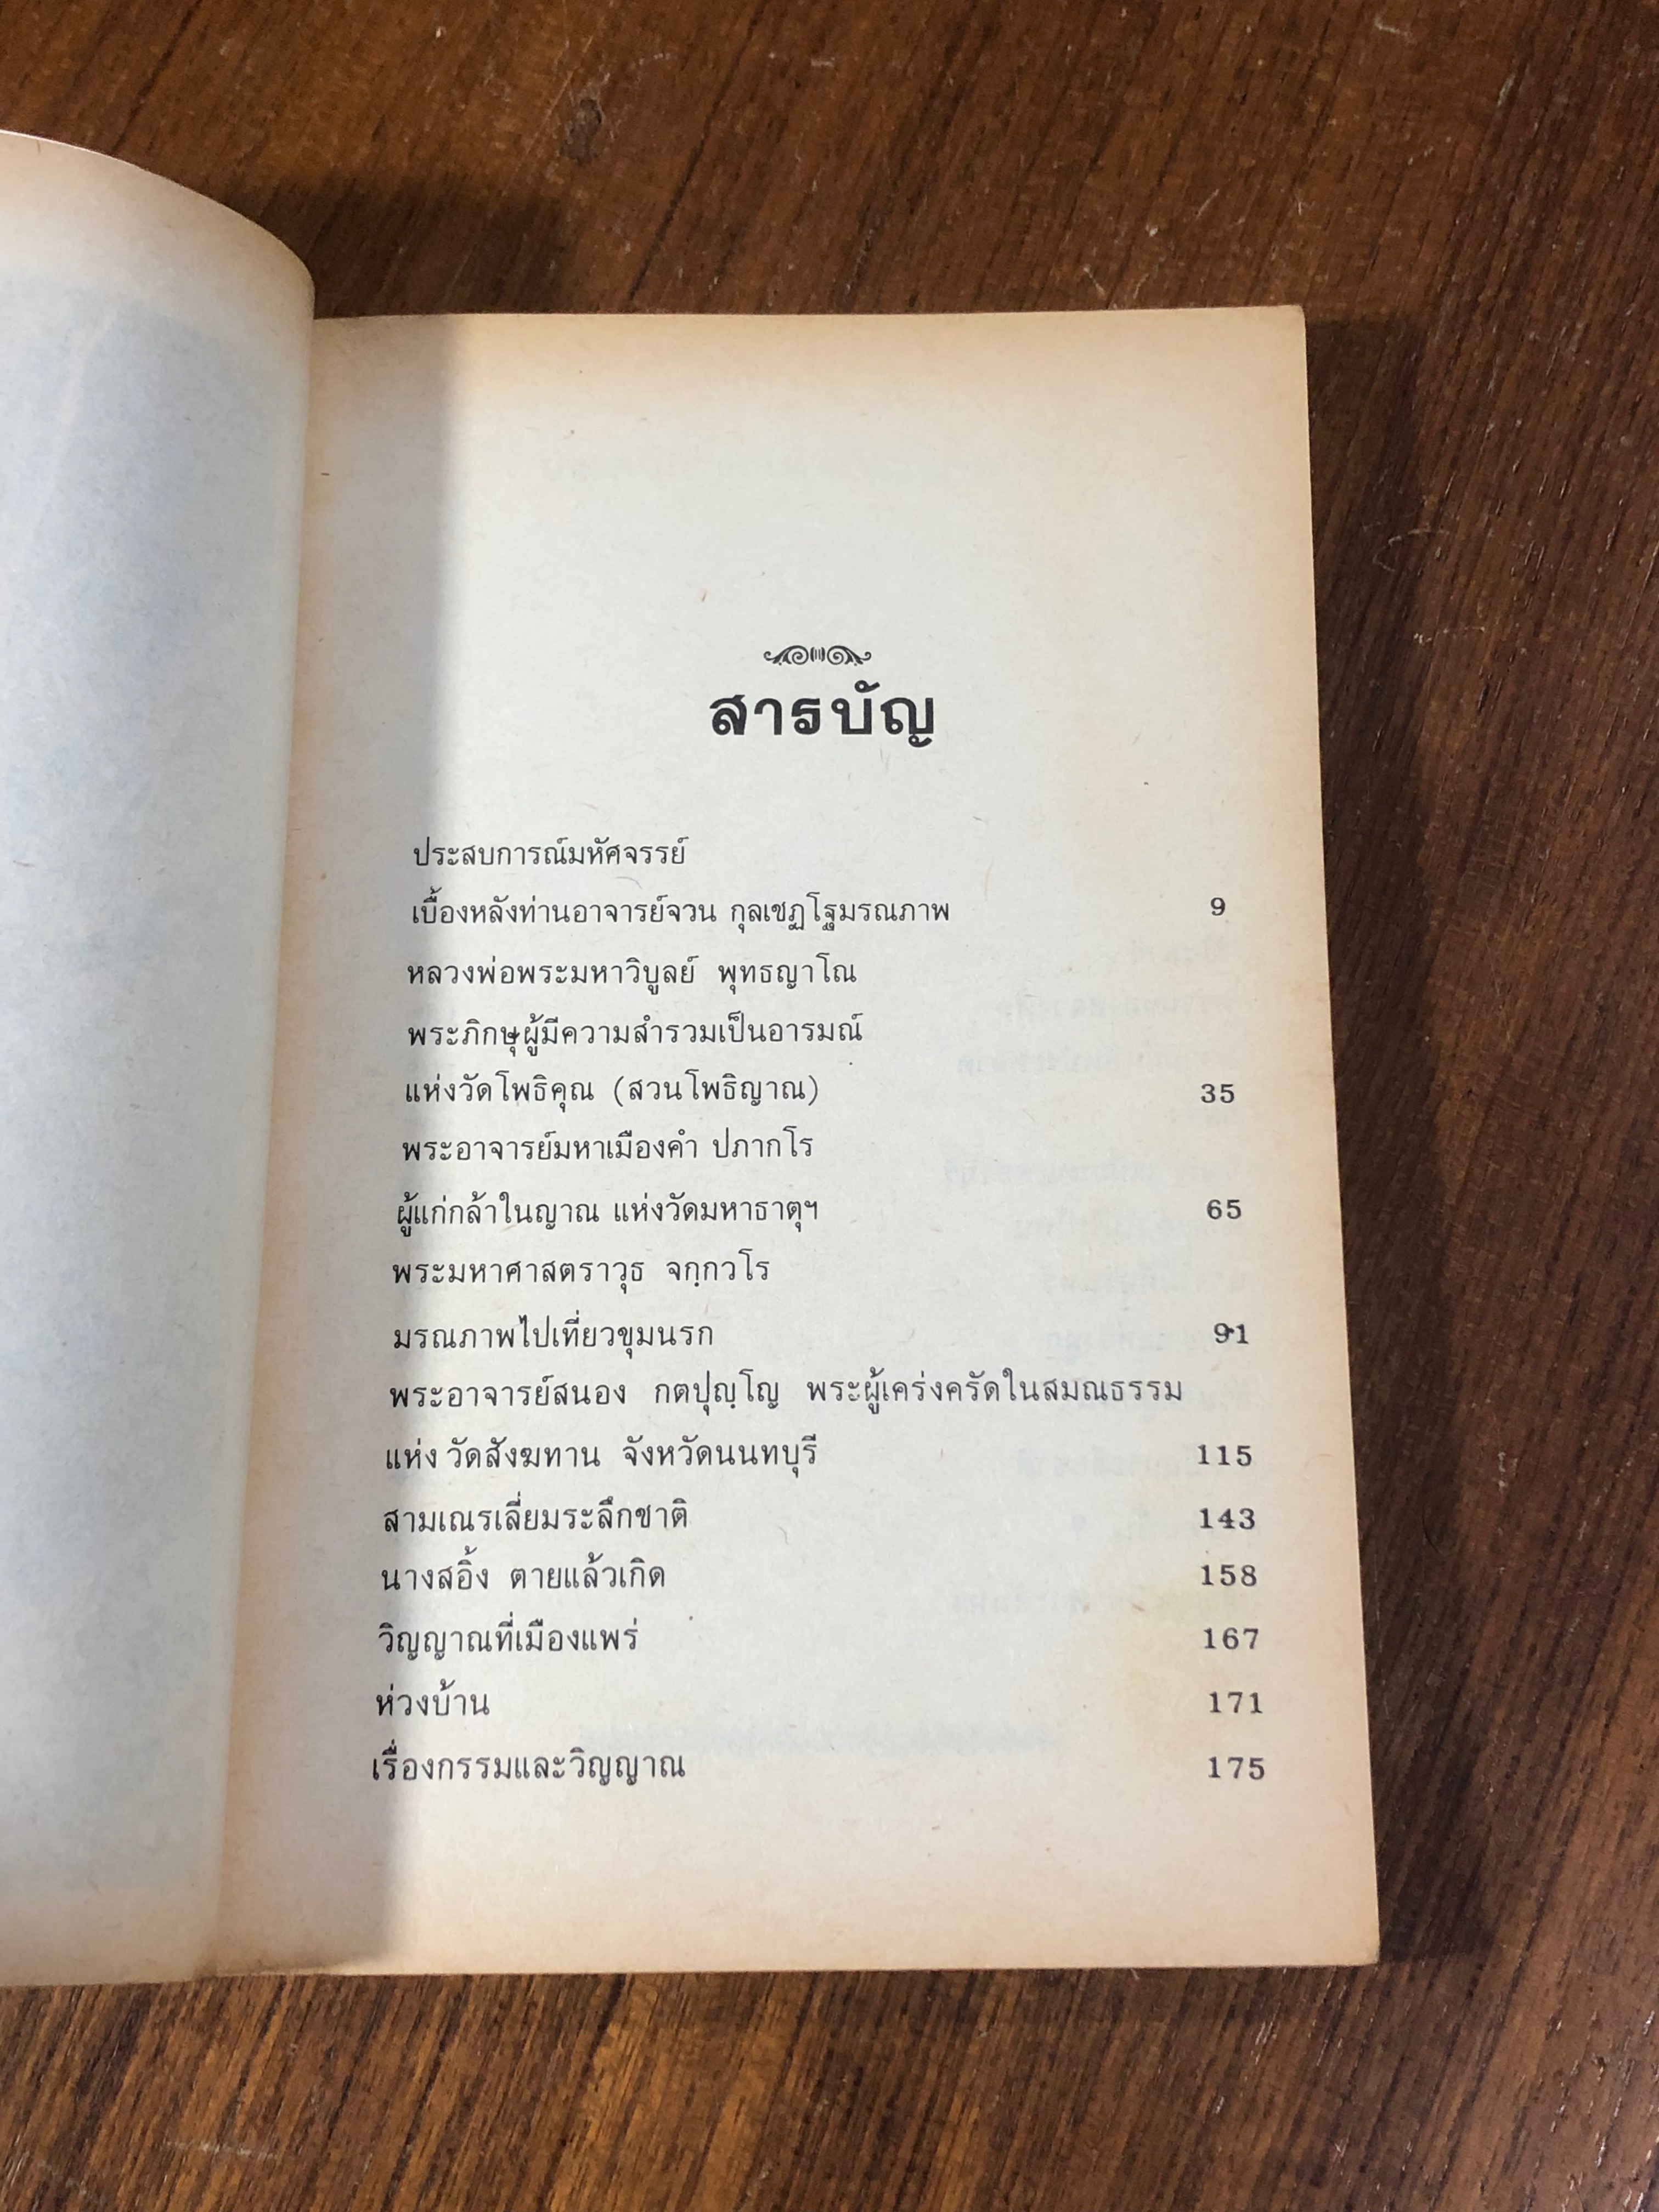 สารบัญ
ประสบการณ์มหัศจรรย์
เบื้องหลังท่านอาจารย์จวน กุลเชฏโฐมรณภาพ 9
หลวงพ่อพระมหาวิบูลย์ พุทธญาโณ
พระภิกษุผู้มีความสำรวมเป็นอารมณ์
แห่งวัดโพธิคุณ (สวนโพธิญาณ) 35
พระอาจารย์มหาเมืองคำ ปภากโร
ผู้แก่กล้าในญาณ แห่งวัดมหาธาตุฯ 65
พระมหาศาสตราวุธ จกฺกวโร
มรณภาพไปเที่ยวขุมนรก 91
พระอาจารย์สนอง กตปุญฺโญ พระผู้เคร่งครัดในสมณธรรม
แห่ง วัดสังฆทาน จังหวัดนนทบุรี 115
สามเณรเลี่ยมระลึกชาติ 143
นางสอิ้ง ตายแล้วเกิด 158
วิญญาณที่เมืองแพร่ 167
ห่วงบ้าน 171
เรื่องกรรมและวิญญาณ 175